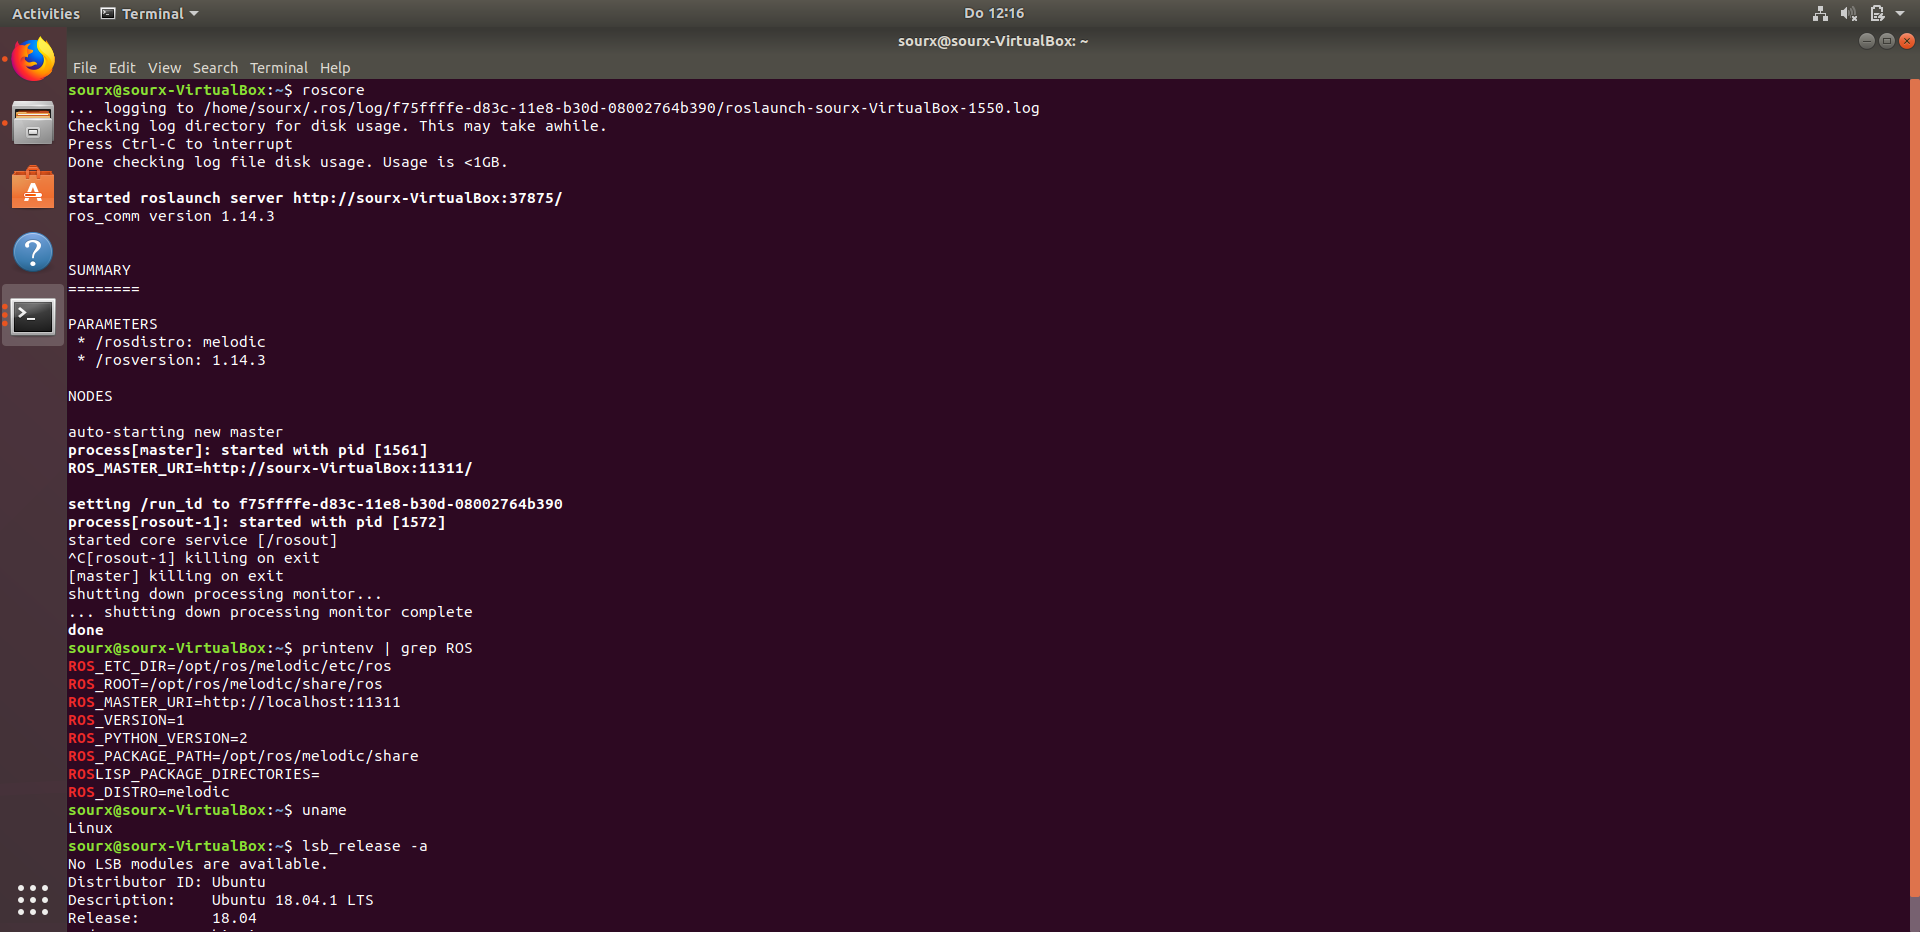 Activities
Terminal
Do 12:16
sourx@sourx-VirtualBox: ~
File Edit View Search Terminal Help
sourx@sourx-VirtualBox:~$ roscore
... logging to /home/sourx/.ros/log/f75ffffe-d83c-11e8-b30d-08002764b390/roslaunch-sourx-VirtualBox-1550.log
Checking log directory for disk usage. This may take awhile.
Press Ctrl-C to interrupt
Done checking log file disk usage. Usage is <1GB.
started roslaunch server http://sourx-VirtualBox:37875/
ros_comm version 1.14.3
SUMMARY
========
PARAMETERS
* /rosdistro: melodic
* /rosversion: 1.14.3
NODES
auto-starting new master
process[master]: started with pid [1561]
ROS_MASTER_URI=http://sourx-VirtualBox:11311/
setting /run_id to f75ffffe-d83c-11e8-b30d-08002764b390
process[rosout-1]: started with pid [1572]
started core service [/rosout]
^C[rosout-1] killing on exit
[master] killing on exit
shutting down processing monitor...
... shutting down processing monitor complete
done
sourx@sourx-VirtualBox:~$ printenv | grep ROS
ROS_ETC_DIR=/opt/ros/melodic/etc/ros
ROS_ROOT=/opt/ros/melodic/share/ros
ROS_MASTER_URI=http://localhost:11311
ROS_VERSION=1
ROS_PYTHON_VERSION=2
ROS_PACKAGE_PATH=/opt/ros/melodic/share
ROSLISP_PACKAGE_DIRECTORIES=
ROS_DISTRO=melodic
sourx@sourx-VirtualBox:~$ uname
Linux
sourx@sourx-VirtualBox:~$ lsb_release -a
No LSB modules are available.
Distributor ID: Ubuntu
Description: Ubuntu 18.04.1 LTS
Release: 18.04